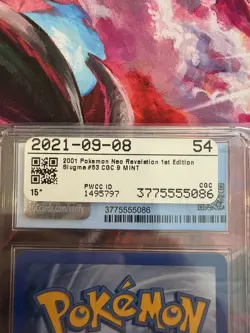 2021-09-08 54
2001 Pokemon Neo Revelation 1st Edition
Slugma #53 CGC 9 MINT
PWCC ID CGC
15* 1495797 3775555086
3775555086
POKÉMON